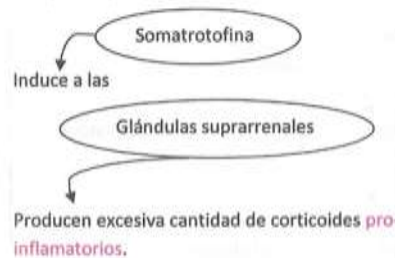 Somatrotofina
Induce a las
Glándulas suprarrenales
Producen excesiva cantidad de corticoides pro
inflamatorios.